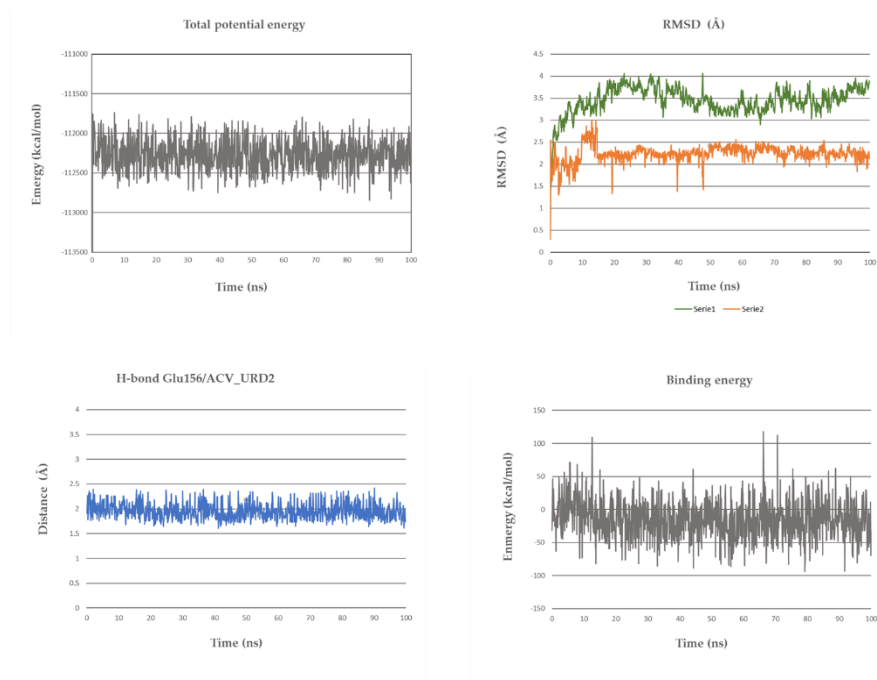 Total potential energy
-111000
-111500
-112000
-112500
-113000
-113500
Emergy (kcal/mol)
0 10 20 30 40 50 60 70 80 90 100
Time (ns)
RMSD (Å)
4.5
4
3.5
3
2.5
2
1.5
1
0.5
0
RMSD (Å)
0 10 20 30 40 50 60 70 80 90 100
Time (ns)
Serie1 Serie2
H-bond Glu156/ACV_URD2
4
3.5
3
2.5
2
1.5
1
0.5
0
Distance (Å)
0 10 20 30 40 50 60 70 80 90 100
Time (ns)
Binding energy
150
100
50
0
-50
-100
-150
Enmergy (kcal/mol)
0 10 20 30 40 50 60 70 80 90 100
Time (ns)